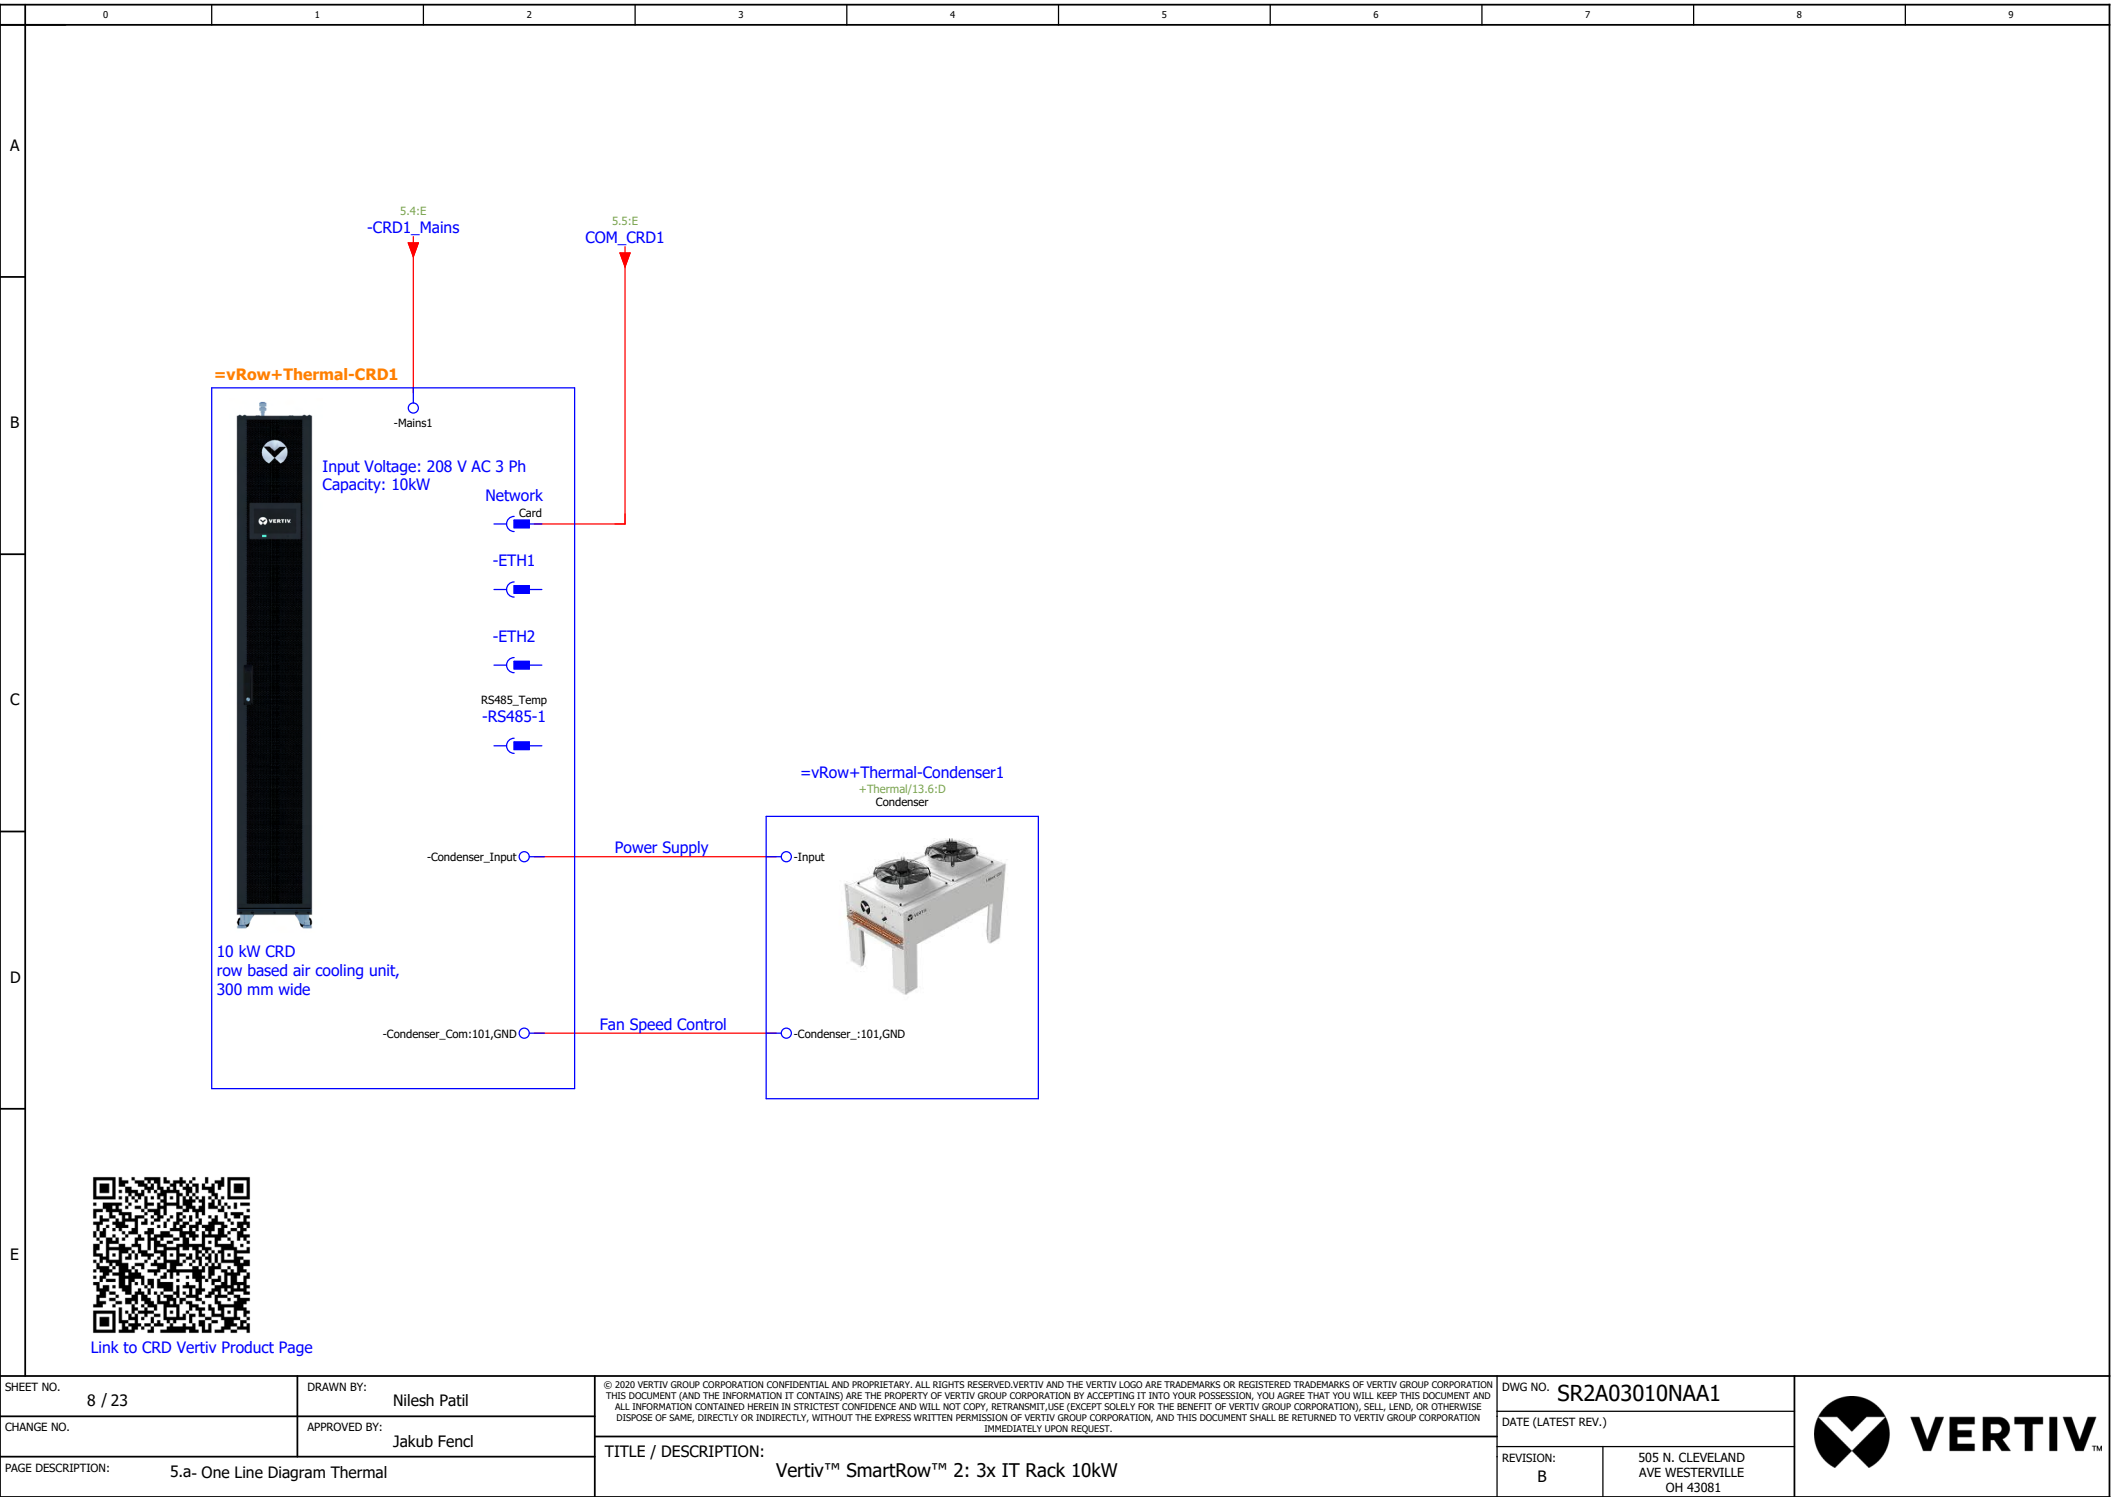 0 1 2 3 4 5 6 7 8 9
A
B
C
D
E
5.4:E
-CRD1_Mains
5.5:E
COM_CRD1
=vRow+Thermal-CRD1
-Mains1
Input Voltage: 208 V AC 3 Ph
Capacity: 10kW
Network
Card
VERTIV
-ETH1
-ETH2
RS485_Temp
-RS485-1
=vRow+Thermal-Condenser1
+Thermal/13.6:D
Condenser
-Condenser_Input
Power Supply
-Input
VERTIV
10 kW CRD
row based air cooling unit,
300 mm wide
-Condenser_Com:101,GND
Fan Speed Control
-Condenser_:101,GND
Link to CRD Vertiv Product Page
SHEET NO.
8 / 23
DRAWN BY:
Nilesh Patil
CHANGE NO.
APPROVED BY:
Jakub Fencl
PAGE DESCRIPTION:
5.a- One Line Diagram Thermal
© 2020 VERTIV GROUP CORPORATION CONFIDENTIAL AND PROPRIETARY. ALL RIGHTS RESERVED.VERTIV AND THE VERTIV LOGO ARE TRADEMARKS OR REGISTERED TRADEMARKS OF VERTIV GROUP CORPORATION
THIS DOCUMENT (AND THE INFORMATION IT CONTAINS) ARE THE PROPERTY OF VERTIV GROUP CORPORATION BY ACCEPTING IT INTO YOUR POSSESSION, YOU AGREE THAT YOU WILL KEEP THIS DOCUMENT AND
ALL INFORMATION CONTAINED HEREIN IN STRICTEST CONFIDENCE AND WILL NOT COPY, RETRANSMIT,USE (EXCEPT SOLELY FOR THE BENEFIT OF VERTIV GROUP CORPORATION), SELL, LEND, OR OTHERWISE
DISPOSE OF SAME, DIRECTLY OR INDIRECTLY, WITHOUT THE EXPRESS WRITTEN PERMISSION OF VERTIV GROUP CORPORATION, AND THIS DOCUMENT SHALL BE RETURNED TO VERTIV GROUP CORPORATION
IMMEDIATELY UPON REQUEST.
TITLE / DESCRIPTION:
Vertiv™ SmartRow™ 2: 3x IT Rack 10kW
DWG NO. SR2A03010NAA1
DATE (LATEST REV.)
REVISION:
B
505 N. CLEVELAND
AVE WESTERVILLE
OH 43081
VERTIV™